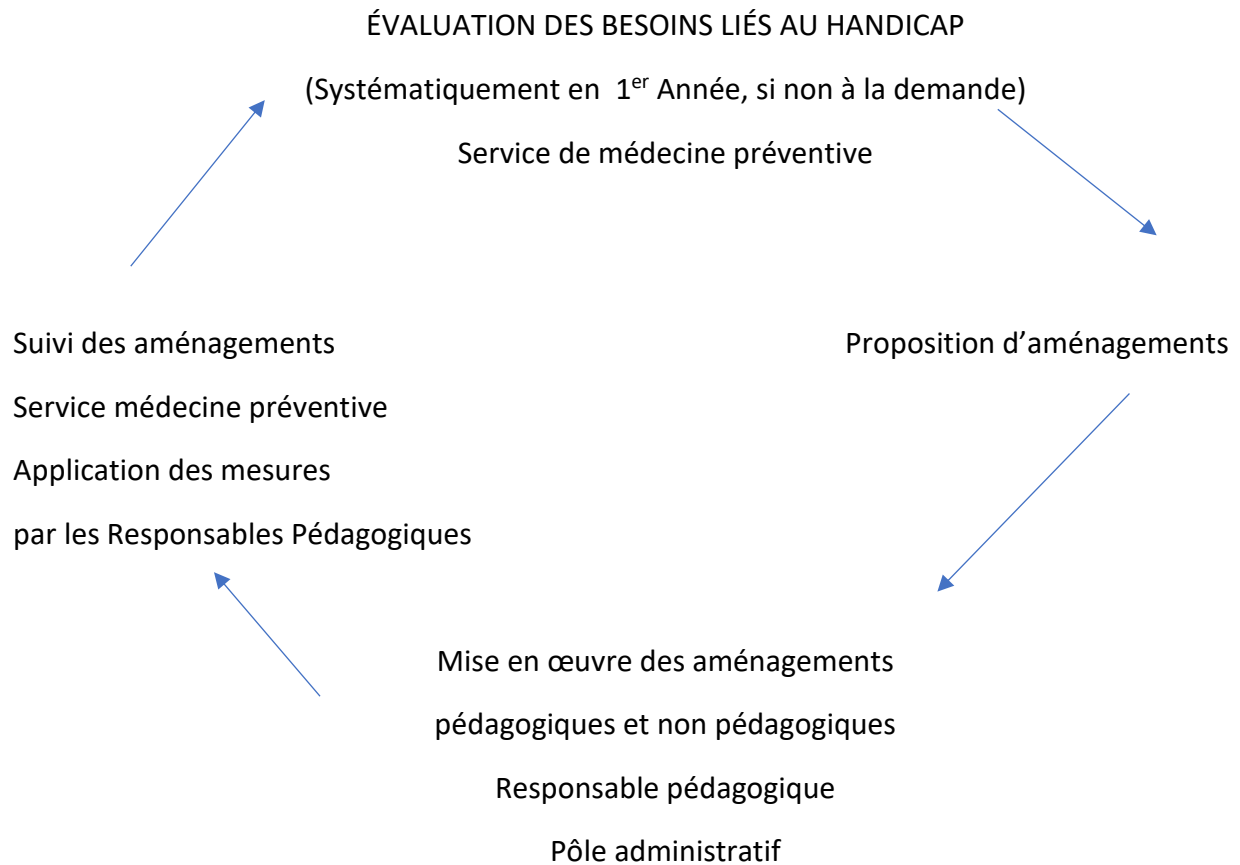 ÉVALUATION DES BESOINS LIÉS AU HANDICAP
(Systématiquement en 1er Année, si non à la demande)
Service de médecine préventive
Suivi des aménagements
Service médecine préventive
Application des mesures
par les Responsables Pédagogiques
Proposition d’aménagements
Mise en œuvre des aménagements
pédagogiques et non pédagogiques
Responsable pédagogique
Pôle administratif